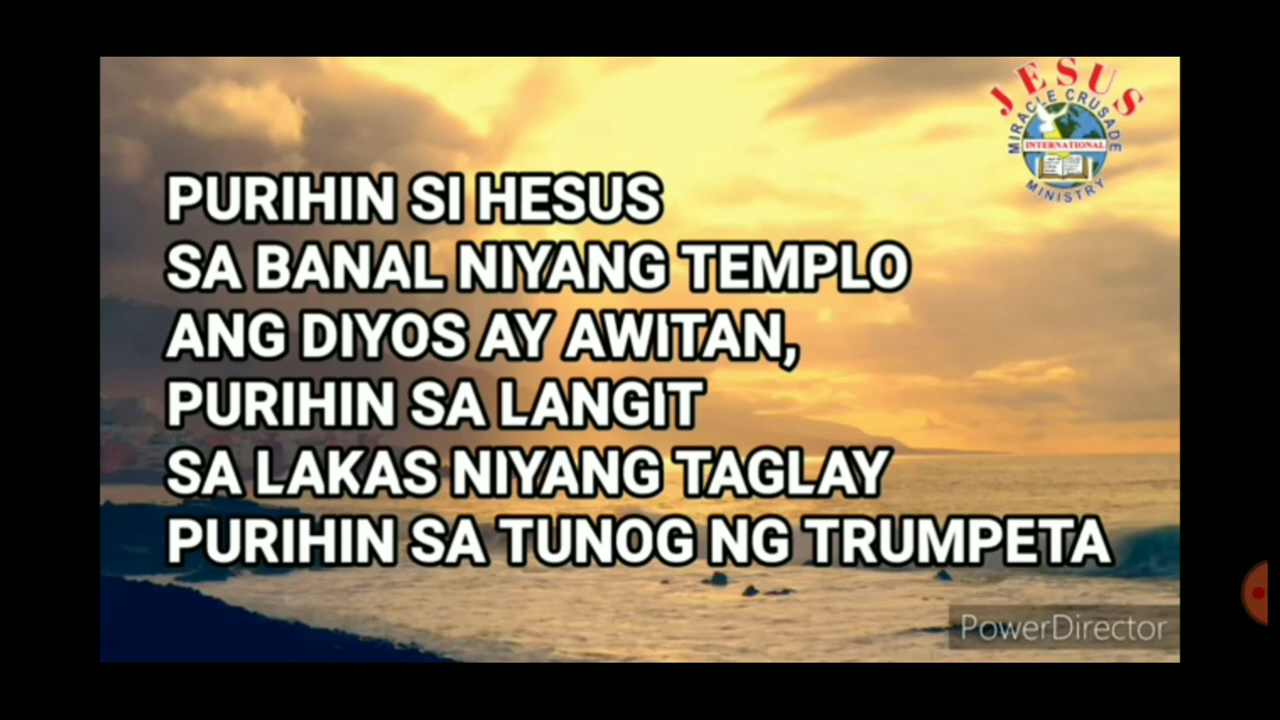 JESUS
MIRACLE CRUSADE
INTERNATIONAL
MINISTRY
PURIHIN SI HESUS
SA BANAL NIYANG TEMPLO
ANG DIYOS AY AWITAN,
PURIHIN SA LANGIT
SA LAKAS NIYANG TAGLAY
PURIHIN SA TUNOG NG TRUMPETA
PowerDirector